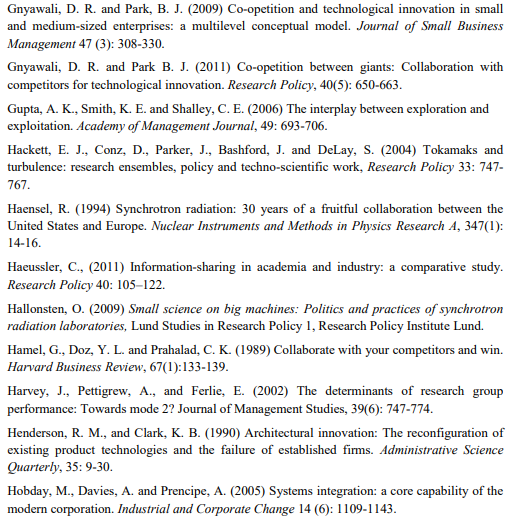 Gnyawali, D. R. and Park, B. J. (2009) Co-opetition and technological innovation in small
and medium-sized enterprises: a multilevel conceptual model. Journal of Small Business
Management 47 (3): 308-330.
Gnyawali, D. R. and Park B. J. (2011) Co-opetition between giants: Collaboration with
competitors for technological innovation. Research Policy, 40(5): 650-663.
Gupta, A. K., Smith, K. E. and Shalley, C. E. (2006) The interplay between exploration and
exploitation. Academy of Management Journal, 49: 693-706.
Hackett, E. J., Conz, D., Parker, J., Bashford, J. and DeLay, S. (2004) Tokamaks and
turbulence: research ensembles, policy and techno-scientific work, Research Policy 33: 747-
767.
Haensel, R. (1994) Synchrotron radiation: 30 years of a fruitful collaboration between the
United States and Europe. Nuclear Instruments and Methods in Physics Research A, 347(1):
14-16.
Haeussler, C., (2011) Information-sharing in academia and industry: a comparative study.
Research Policy 40: 105–122.
Hallonsten, O. (2009) Small science on big machines: Politics and practices of synchrotron
radiation laboratories, Lund Studies in Research Policy 1, Research Policy Institute Lund.
Hamel, G., Doz, Y. L. and Prahalad, C. K. (1989) Collaborate with your competitors and win.
Harvard Business Review, 67(1):133-139.
Harvey, J., Pettigrew, A., and Ferlie, E. (2002) The determinants of research group
performance: Towards mode 2? Journal of Management Studies, 39(6): 747-774.
Henderson, R. M., and Clark, K. B. (1990) Architectural innovation: The reconfiguration of
existing product technologies and the failure of established firms. Administrative Science
Quarterly, 35: 9-30.
Hobday, M., Davies, A. and Prencipe, A. (2005) Systems integration: a core capability of the
modern corporation. Industrial and Corporate Change 14 (6): 1109-1143.